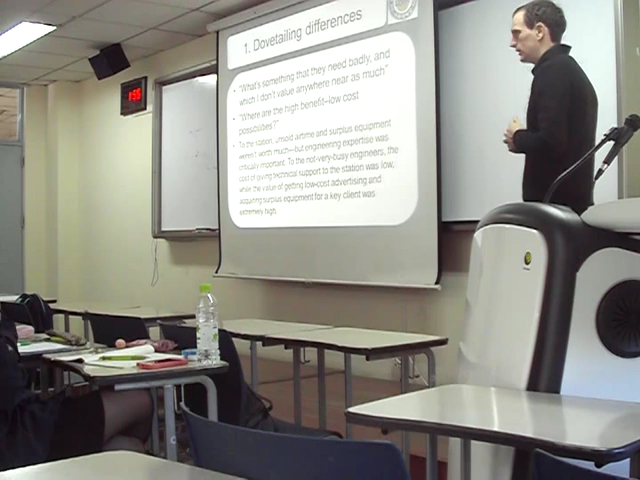 1. Dovetailing differences
• "What's something that they need badly, and
which I don't value anywhere near as much"
• "Where are the high benefit–low cost
possibilities?"
• To the station, unsold airtime and surplus equipment
weren't worth much—but engineering expertise was
critically important. To the not-very-busy engineers, the
cost of giving technical support to the station was low,
while the value of getting low-cost advertising and
acquiring surplus equipment for a key client was
extremely high.